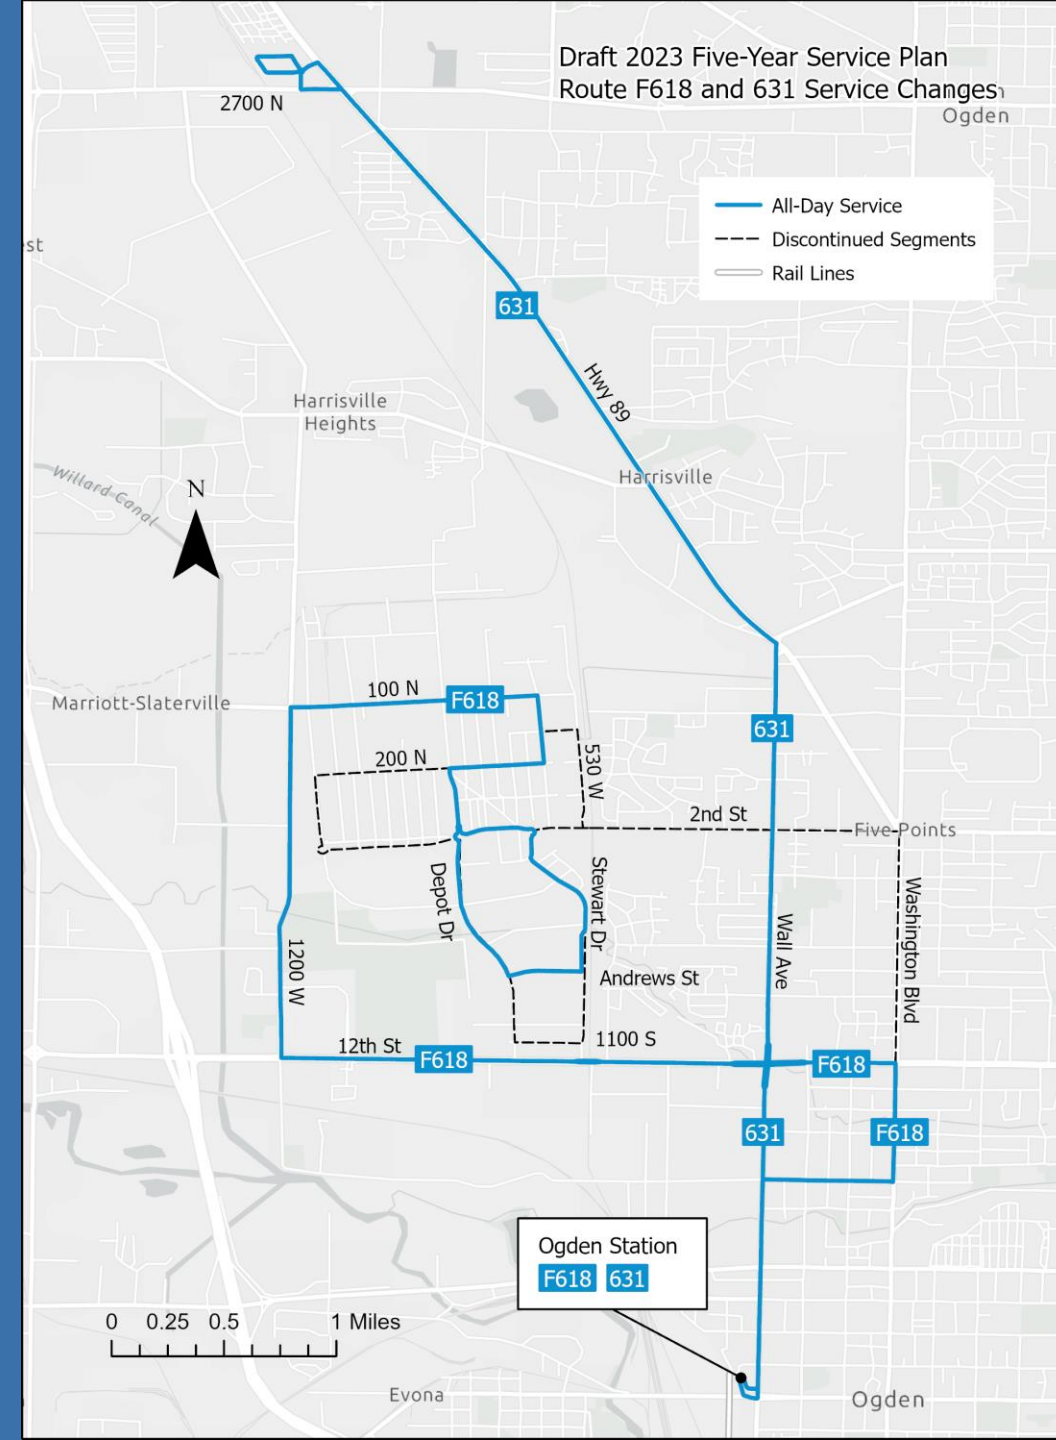 Draft 2023 Five-Year Service Plan
Route F618 and 631 Service Changes
Ogden
2700 N
All-Day Service
Discontinued Segments
Rail Lines
st
631
Hwy 89
Harrisville
Heights
Harrisville
Willard Canal
N
100 N
F618
Marriott-Slaterville
631
200 N
530 W
2nd St
Five Points
Depot Dr
Stewart Dr
Washington Blvd
Wall Ave
1200 W
Andrews St
1100 S
12th St
F618
F618
631
F618
Ogden Station
F618 631
0 0.25 0.5 1 Miles
Evona
Ogden